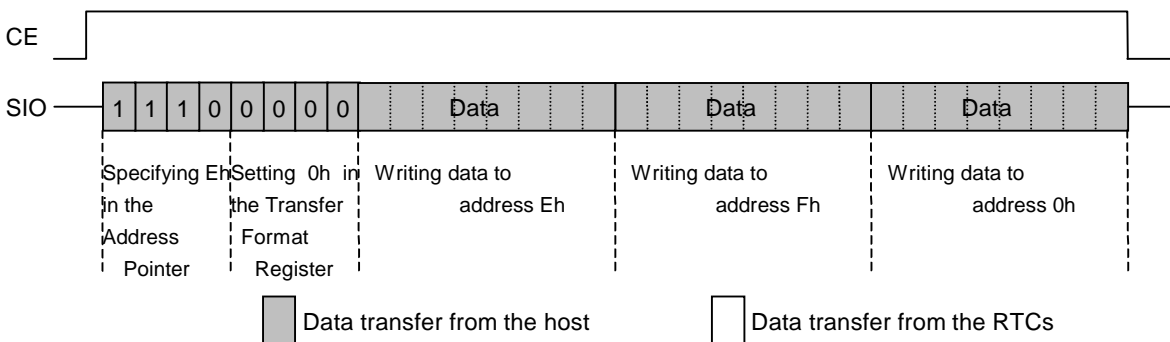 CE
SIO
1 1 1 0 0 0 0 0 Data Data Data
Specifying Eh
in the
Address
Pointer
Setting 0h in
the Transfer
Format
Register
Writing data to
address Eh
Writing data to
address Fh
Writing data to
address 0h
Data transfer from the host
Data transfer from the RTCs